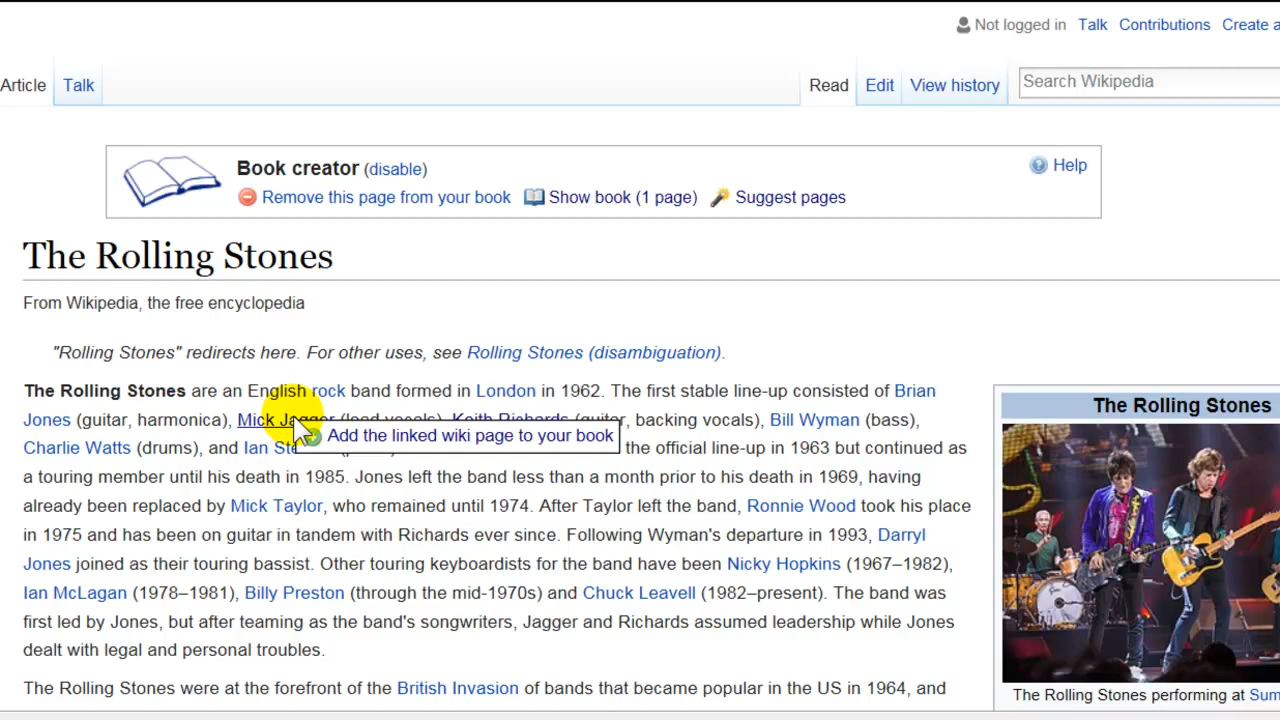 Not logged in Talk Contributions Create a
Article Talk Read Edit View history Search Wikipedia
Book creator (disable) Help
Remove this page from your book Show book (1 page) Suggest pages
The Rolling Stones
From Wikipedia, the free encyclopedia
"Rolling Stones" redirects here. For other uses, see Rolling Stones (disambiguation).
The Rolling Stones are an English rock band formed in London in 1962. The first stable line-up consisted of Brian
Jones (guitar, harmonica), Mick Jagger (lead vocals), Keith Richards (guitar, backing vocals), Bill Wyman (bass),
Add the linked wiki page to your book
Charlie Watts (drums), and Ian the official line-up in 1963 but continued as
a touring member until his death in 1985. Jones left the band less than a month prior to his death in 1969, having
already been replaced by Mick Taylor, who remained until 1974. After Taylor left the band, Ronnie Wood took his place
in 1975 and has been on guitar in tandem with Richards ever since. Following Wyman's departure in 1993, Darryl
Jones joined as their touring bassist. Other touring keyboardists for the band have been Nicky Hopkins (1967–1982),
Ian McLagan (1978–1981), Billy Preston (through the mid-1970s) and Chuck Leavell (1982–present). The band was
first led by Jones, but after teaming as the band's songwriters, Jagger and Richards assumed leadership while Jones
dealt with legal and personal troubles.
The Rolling Stones were at the forefront of the British Invasion of bands that became popular in the US in 1964, and
The Rolling Stones
The Rolling Stones performing at Sum